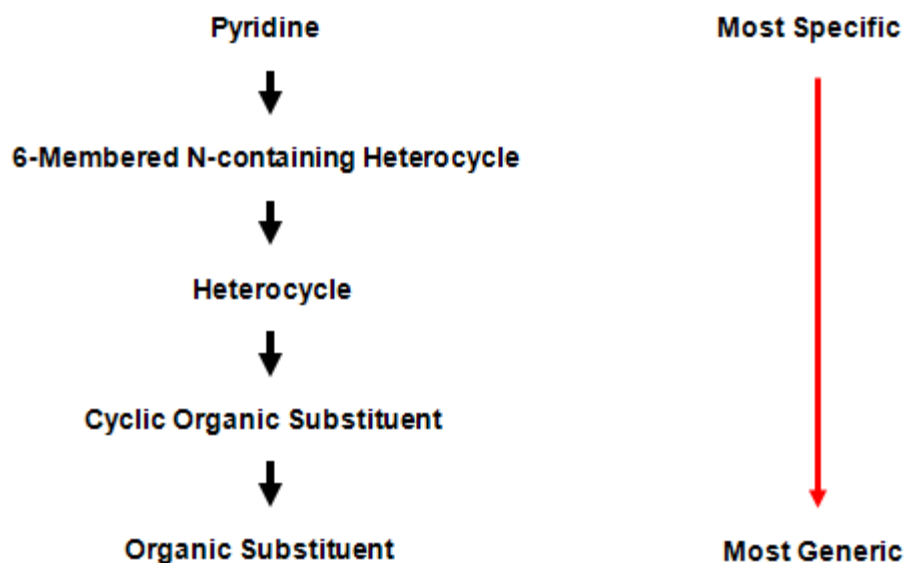 Pyridine
Most Specific
6-Membered N-containing Heterocycle
Heterocycle
Cyclic Organic Substituent
Organic Substituent
Most Generic